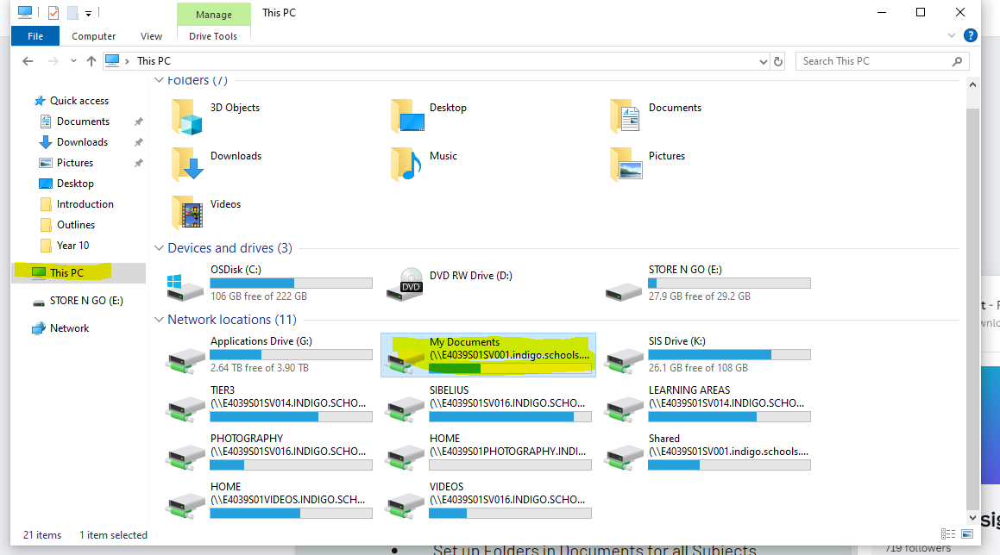 Manage
This PC
File
Computer
View
Drive Tools
This PC
Search This PC
Quick access
Documents
Downloads
Pictures
Desktop
Introduction
Outlines
Year 10
This PC
STORE N GO (E:)
Network
Folders (7)
3D Objects
Desktop
Documents
Downloads
Music
Pictures
Videos
Devices and drives (3)
OSDisk (C:)
106 GB free of 222 GB
DVD
DVD RW Drive (D:)
STORE N GO (E:)
27.9 GB free of 29.2 GB
Network locations (11)
Applications Drive (G:)
2.64 TB free of 3.90 TB
My Documents
(\\E4039S01SV001.indigo.schools....
SIS Drive (K:)
26.1 GB free of 108 GB
TIER3
(\\E4039S01SV014.INDIGO.SCHO...
SIBELIUS
(\\E4039S01SV016.INDIGO.SCHO...
LEARNING AREAS
(\\E4039S01SV014.INDIGO.SCHO...
PHOTOGRAPHY
(\\E4039S01SV016.INDIGO.SCHO...
HOME
(\\E4039S01PHOTOGRAPHY.INDI...
Shared
(\\E4039S01SV001.indigo.schools....
HOME
(\\E4039S01VIDEOS.INDIGO.SCH...
VIDEOS
(\\E4039S01SV016.INDIGO.SCHO...
21 items
1 item selected
Set up Folders in Documents for all Subjects
719 followers